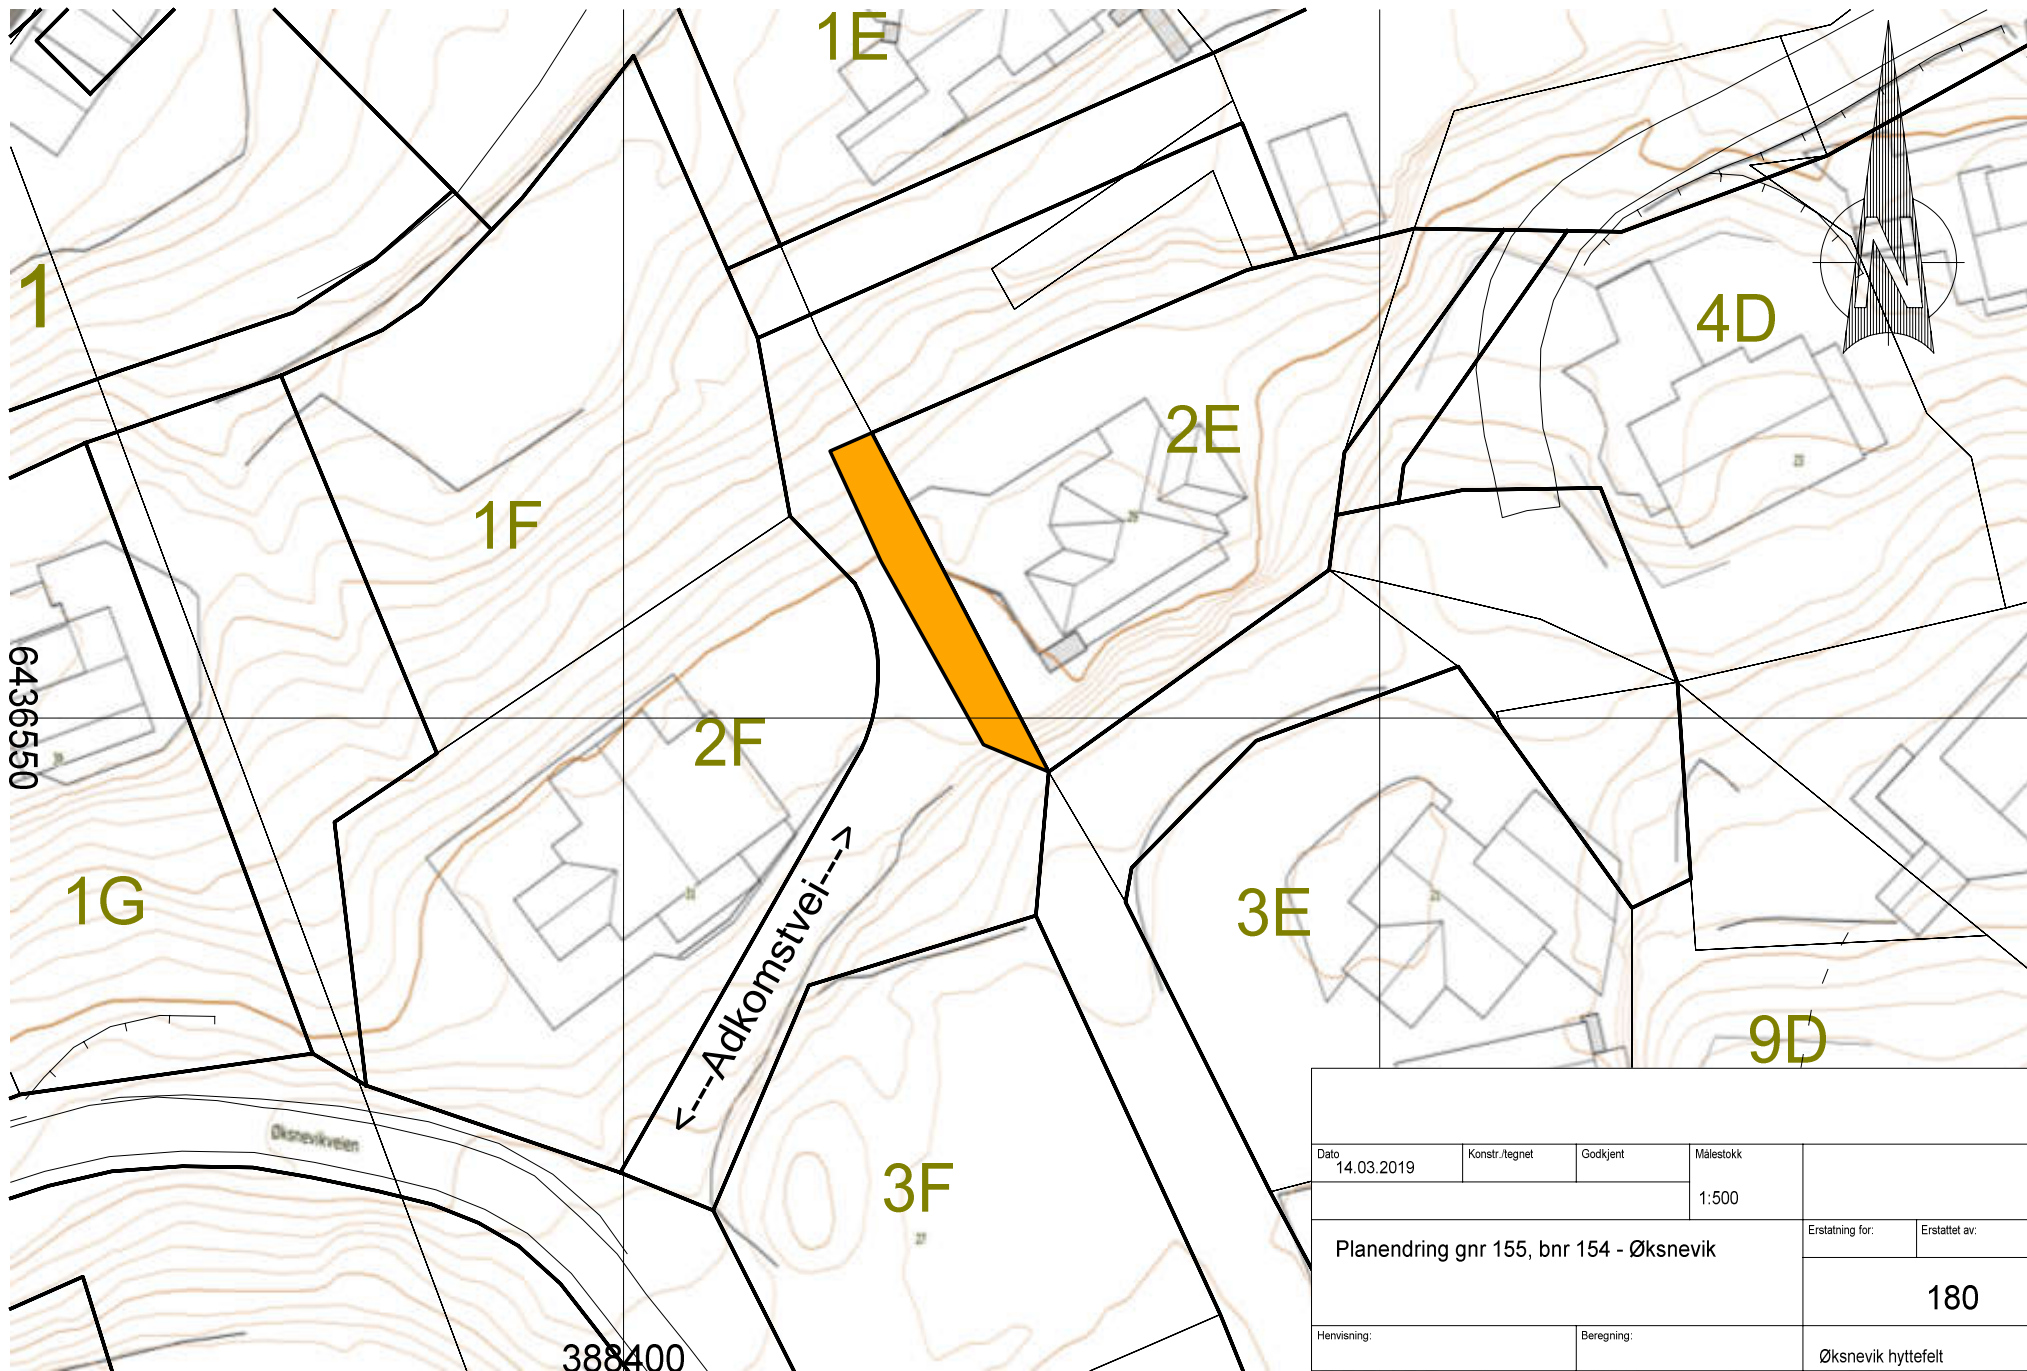 1E
1
4D
N
2E
1F
2F
6436550
1G
3E
<----Adkomstvei---->
9D
Øksnevikveien
3F
27
388400
Dato
14.03.2019
Konstr./tegnet
Godkjent
Målestokk
1:500
Planendring gnr 155, bnr 154 - Øksnevik
Erstatning for:
Erstattet av:
180
Henvisning:
Beregning:
Øksnevik hyttefelt